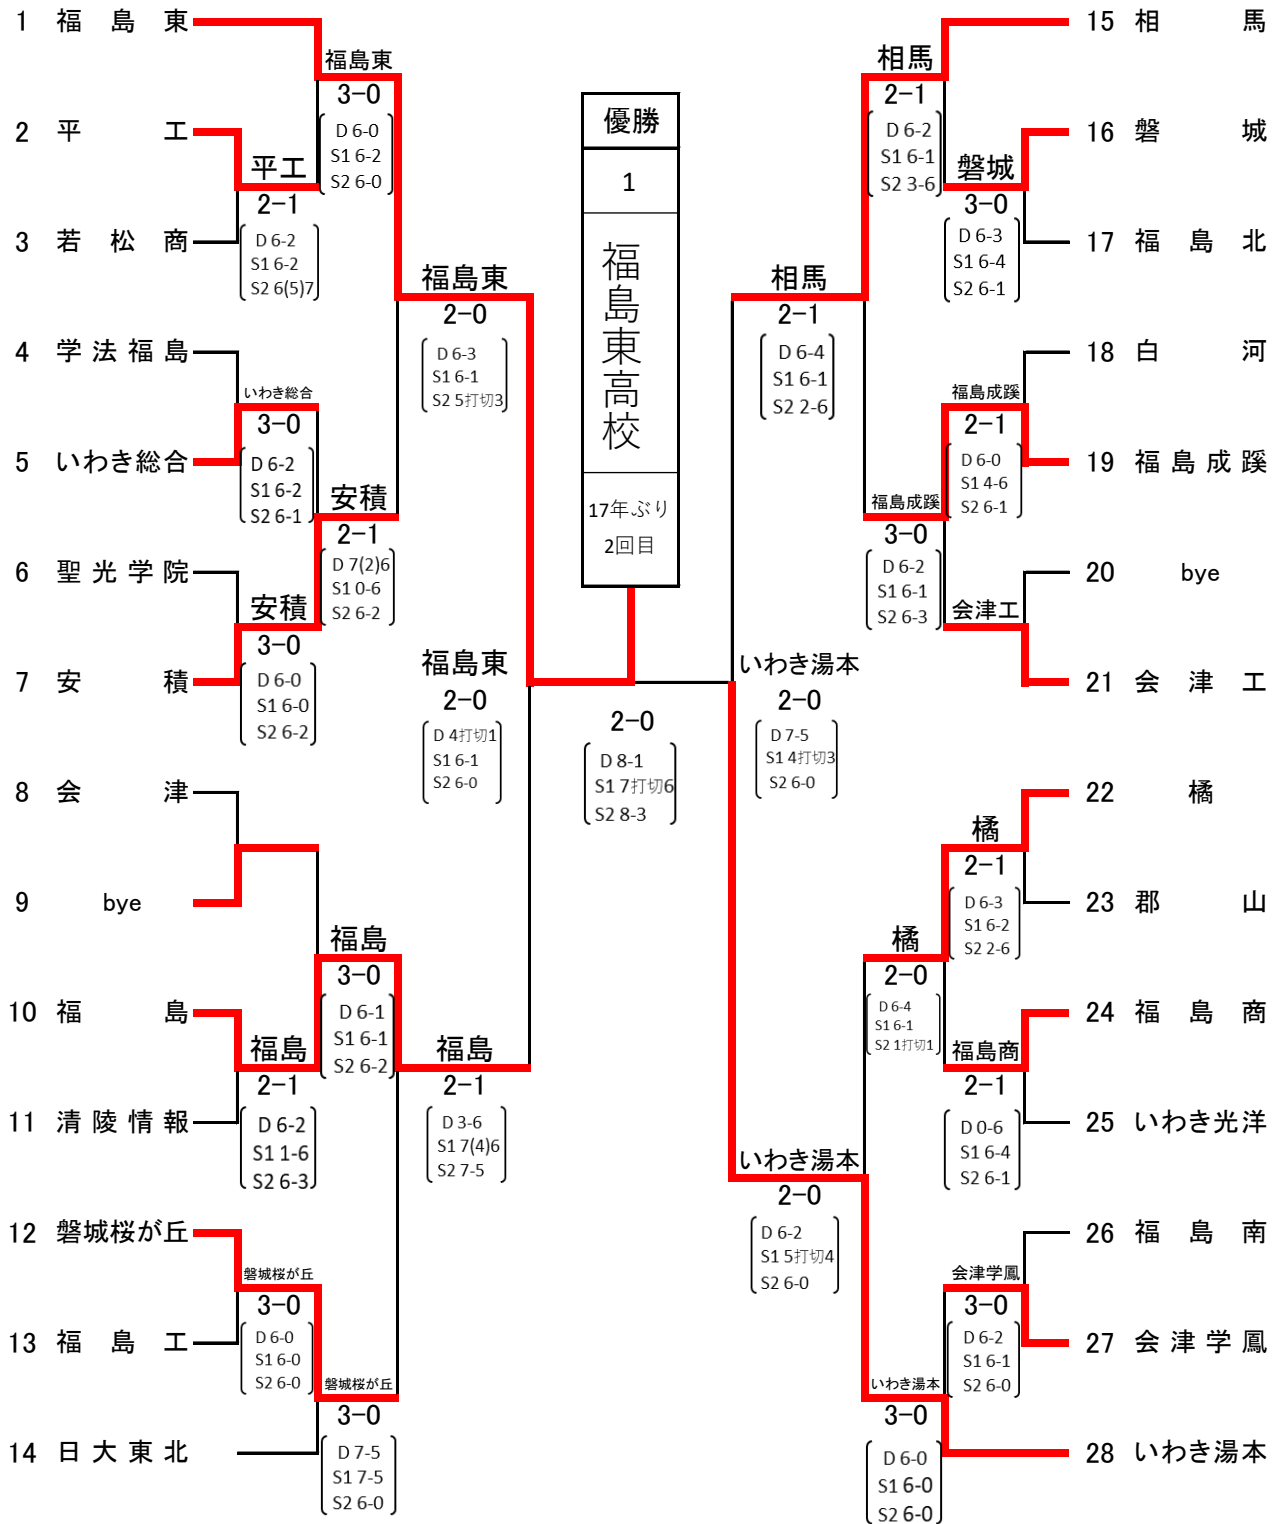 1 福島東
2 平工
3 若松商
4 学法福島
5 いわき総合
6 聖光学院
7 安積
8 会津
9 bye
10 福島
11 清陵情報
12 磐城桜が丘
13 福島工
14 日大東北
平工
2-1
D 6-2
S1 6-2
S2 6(5)7
いわき総合
3-0
D 6-2
S1 6-2
S2 6-1
安積
3-0
D 6-0
S1 6-0
S2 6-2
福島
2-1
D 6-2
S1 1-6
S2 6-3
磐城桜が丘
3-0
D 6-0
S1 6-0
S2 6-0
福島東
3-0
D 6-0
S1 6-2
S2 6-0
安積
2-1
D 7(2)6
S1 0-6
S2 6-2
福島
3-0
D 6-1
S1 6-1
S2 6-2
磐城桜が丘
3-0
D 7-5
S1 7-5
S2 6-0
福島東
2-0
D 6-3
S1 6-1
S2 5打切3
福島
2-1
D 3-6
S1 7(4)6
S2 7-5
福島東
2-0
D 4打切1
S1 6-1
S2 6-0
優勝
1
福島東高校
17年ぶり
2回目
2-0
D 8-1
S1 7打切6
S2 8-3
いわき湯本
2-0
D 7-5
S1 4打切3
S2 6-0
相馬
2-1
D 6-4
S1 6-1
S2 2-6
いわき湯本
2-0
D 6-2
S1 5打切4
S2 6-0
相馬
2-1
D 6-2
S1 6-1
S2 3-6
福島成蹊
3-0
D 6-2
S1 6-1
S2 6-3
橘
2-0
D 6-4
S1 6-1
S2 1打切1
いわき湯本
3-0
D 6-0
S1 6-0
S2 6-0
磐城
3-0
D 6-3
S1 6-4
S2 6-1
福島成蹊
2-1
D 6-0
S1 4-6
S2 6-1
会津工
橘
2-1
D 6-3
S1 6-2
S2 2-6
福島商
2-1
D 0-6
S1 6-4
S2 6-1
会津学鳳
3-0
D 6-2
S1 6-1
S2 6-0
15 相馬
16 磐城
17 福島北
18 白河
19 福島成蹊
20 bye
21 会津工
22 橘
23 郡山
24 福島商
25 いわき光洋
26 福島南
27 会津学鳳
28 いわき湯本